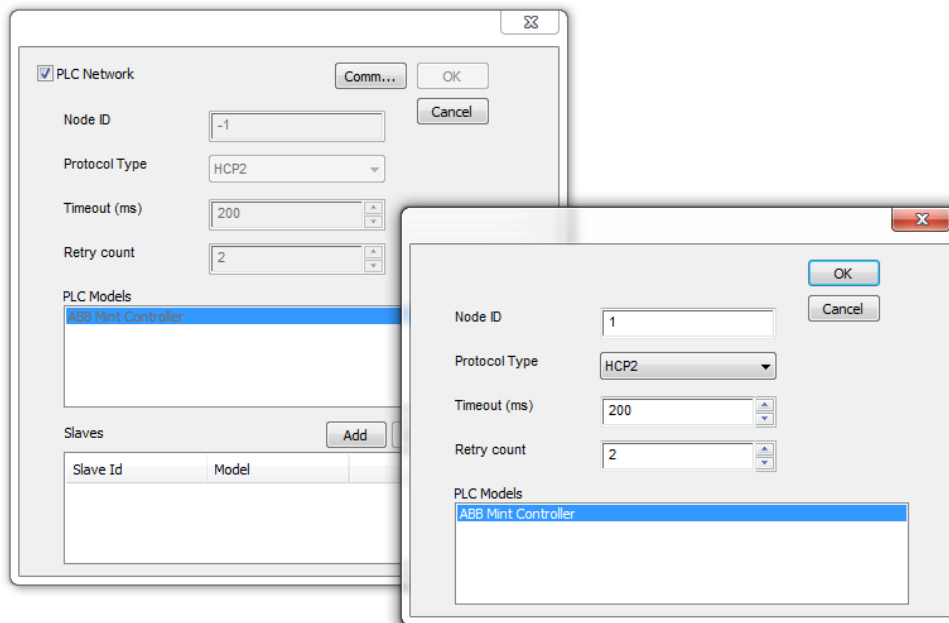 PLC Network
Comm...
OK
Cancel
Node ID
-1
Protocol Type
HCP2
Timeout (ms)
200
Retry count
2
PLC Models
ABB Mint Controller
Slaves
Add
Slave Id
Model
OK
Cancel
Node ID
1
Protocol Type
HCP2
Timeout (ms)
200
Retry count
2
PLC Models
ABB Mint Controller